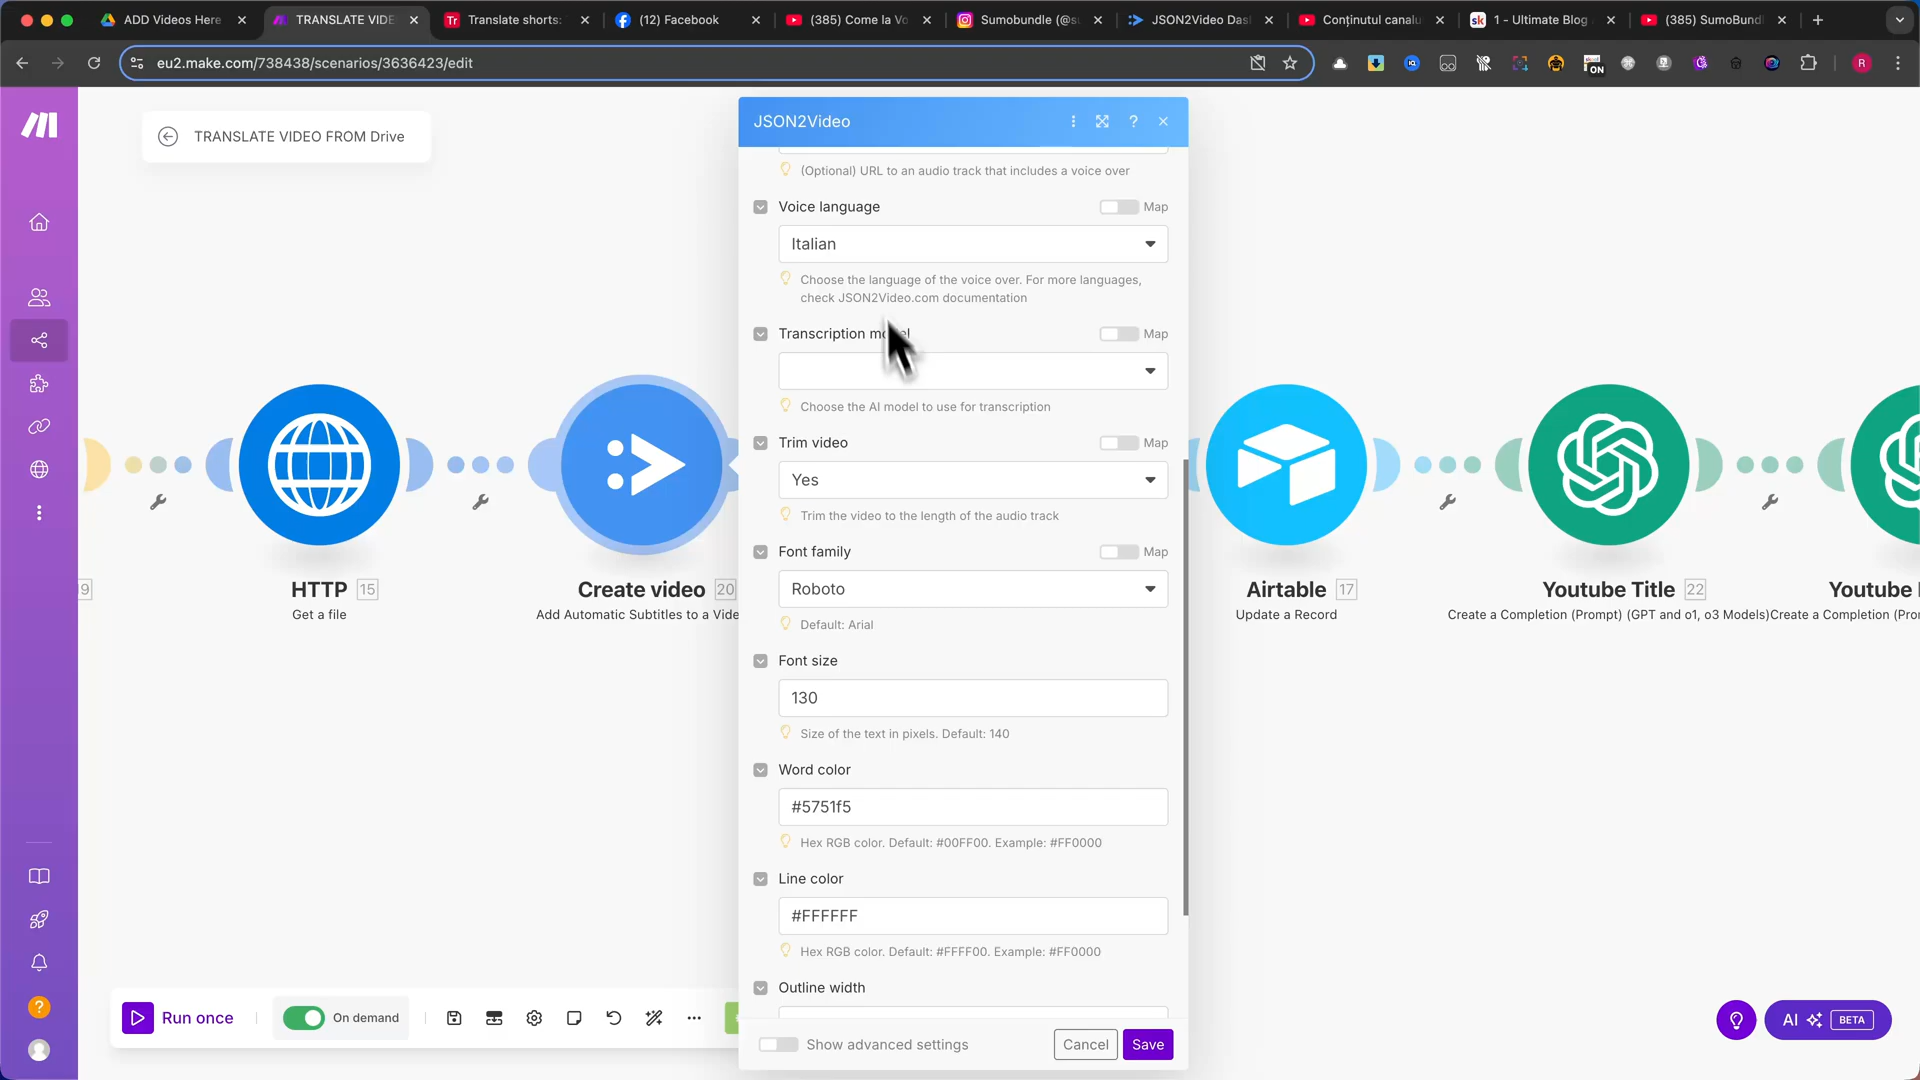 ADD Videos Here
TRANSLATE VIDE
Translate shorts:
(12) Facebook
(385) Come la Vo
Sumobundle (@su
JSON2Video Das
Conținutul canalu
1 - Ultimate Blog
(385) SumoBundl
eu2.make.com/738438/scenarios/3636423/edit
ON
R
TRANSLATE VIDEO FROM Drive
JSON2Video
(Optional) URL to an audio track that includes a voice over
Voice language
Map
Italian
Choose the language of the voice over. For more languages,
check JSON2Video.com documentation
Transcription mo el
Map
Choose the AI model to use for transcription
Trim video
Map
Yes
Trim the video to the length of the audio track
Font family
Map
Roboto
Default: Arial
Font size
130
Size of the text in pixels. Default: 140
Word color
#5751f5
Hex RGB color. Default: #00FF00. Example: #FF0000
Line color
#FFFFFF
Hex RGB color. Default: #FFFF00. Example: #FF0000
Outline width
Show advanced settings
Cancel
Save
9
HTTP 15
Get a file
Create video 20
Add Automatic Subtitles to a Vide
Airtable 17
Update a Record
Youtube Title 22
Create a Completion (Prompt) (GPT and o1, o3 Models)
Youtube
Create a Completion (Pro
Run once
On demand
AI BETA